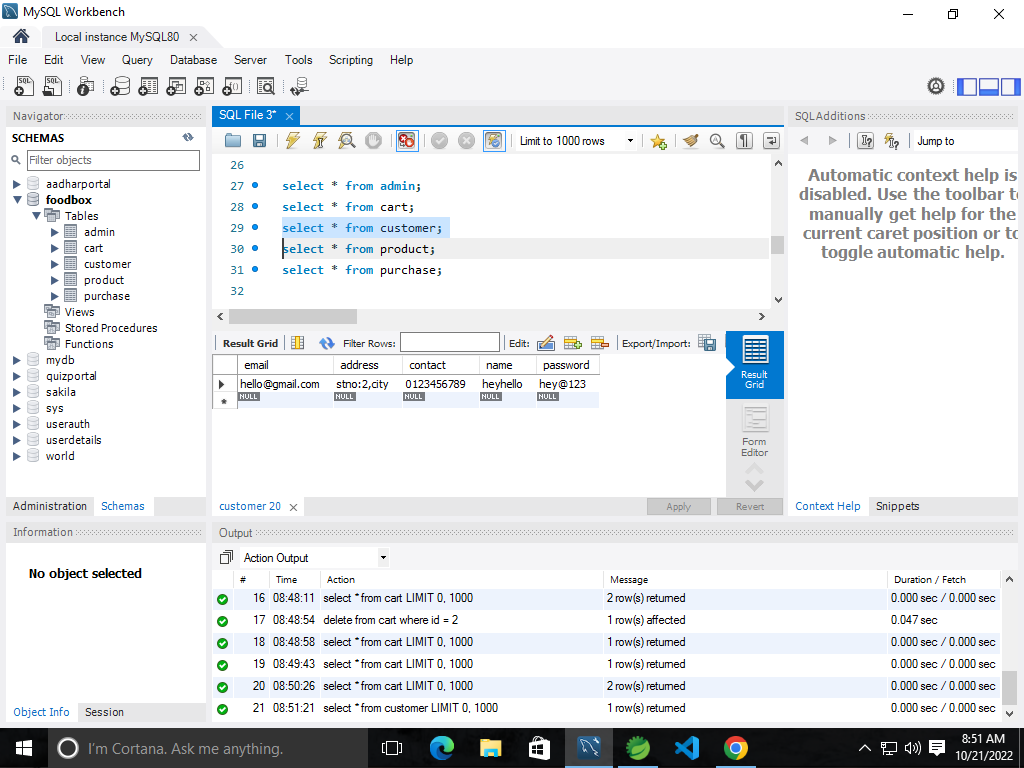 MySQL Workbench
Local instance MySQL80
File Edit View Query Database Server Tools Scripting Help
Navigator
SCHEMAS
Filter objects
aadharportal
foodbox
Tables
admin
cart
customer
product
purchase
Views
Stored Procedures
Functions
mydb
quizportal
sakila
sys
userauth
userdetails
world
Administration Schemas
Information
No object selected
Object Info Session
SQL File 3*
Limit to 1000 rows
26
27 select * from admin;
28 select * from cart;
29 select * from customer;
30 select * from product;
31 select * from purchase;
32
Result Grid Filter Rows: Edit: Export/Import:
email address contact name password
hello@gmail.com stno:2,city 0123456789 heyhello hey@123
NULL NULL NULL NULL NULL
Result Grid
Form Editor
customer 20
Apply Revert
SQLAdditions
Jump to
Automatic context help is
disabled. Use the toolbar to
manually get help for the
current caret position or to
toggle automatic help.
Context Help Snippets
Output
Action Output
# Time Action Message Duration / Fetch
16 08:48:11 select * from cart LIMIT 0, 1000 2 row(s) returned 0.000 sec / 0.000 sec
17 08:48:54 delete from cart where id = 2 1 row(s) affected 0.047 sec
18 08:48:58 select * from cart LIMIT 0, 1000 1 row(s) returned 0.000 sec / 0.000 sec
19 08:49:43 select * from cart LIMIT 0, 1000 1 row(s) returned 0.000 sec / 0.000 sec
20 08:50:26 select * from cart LIMIT 0, 1000 2 row(s) returned 0.000 sec / 0.000 sec
21 08:51:21 select * from customer LIMIT 0, 1000 1 row(s) returned 0.000 sec / 0.000 sec
I'm Cortana. Ask me anything.
8:51 AM
10/21/2022